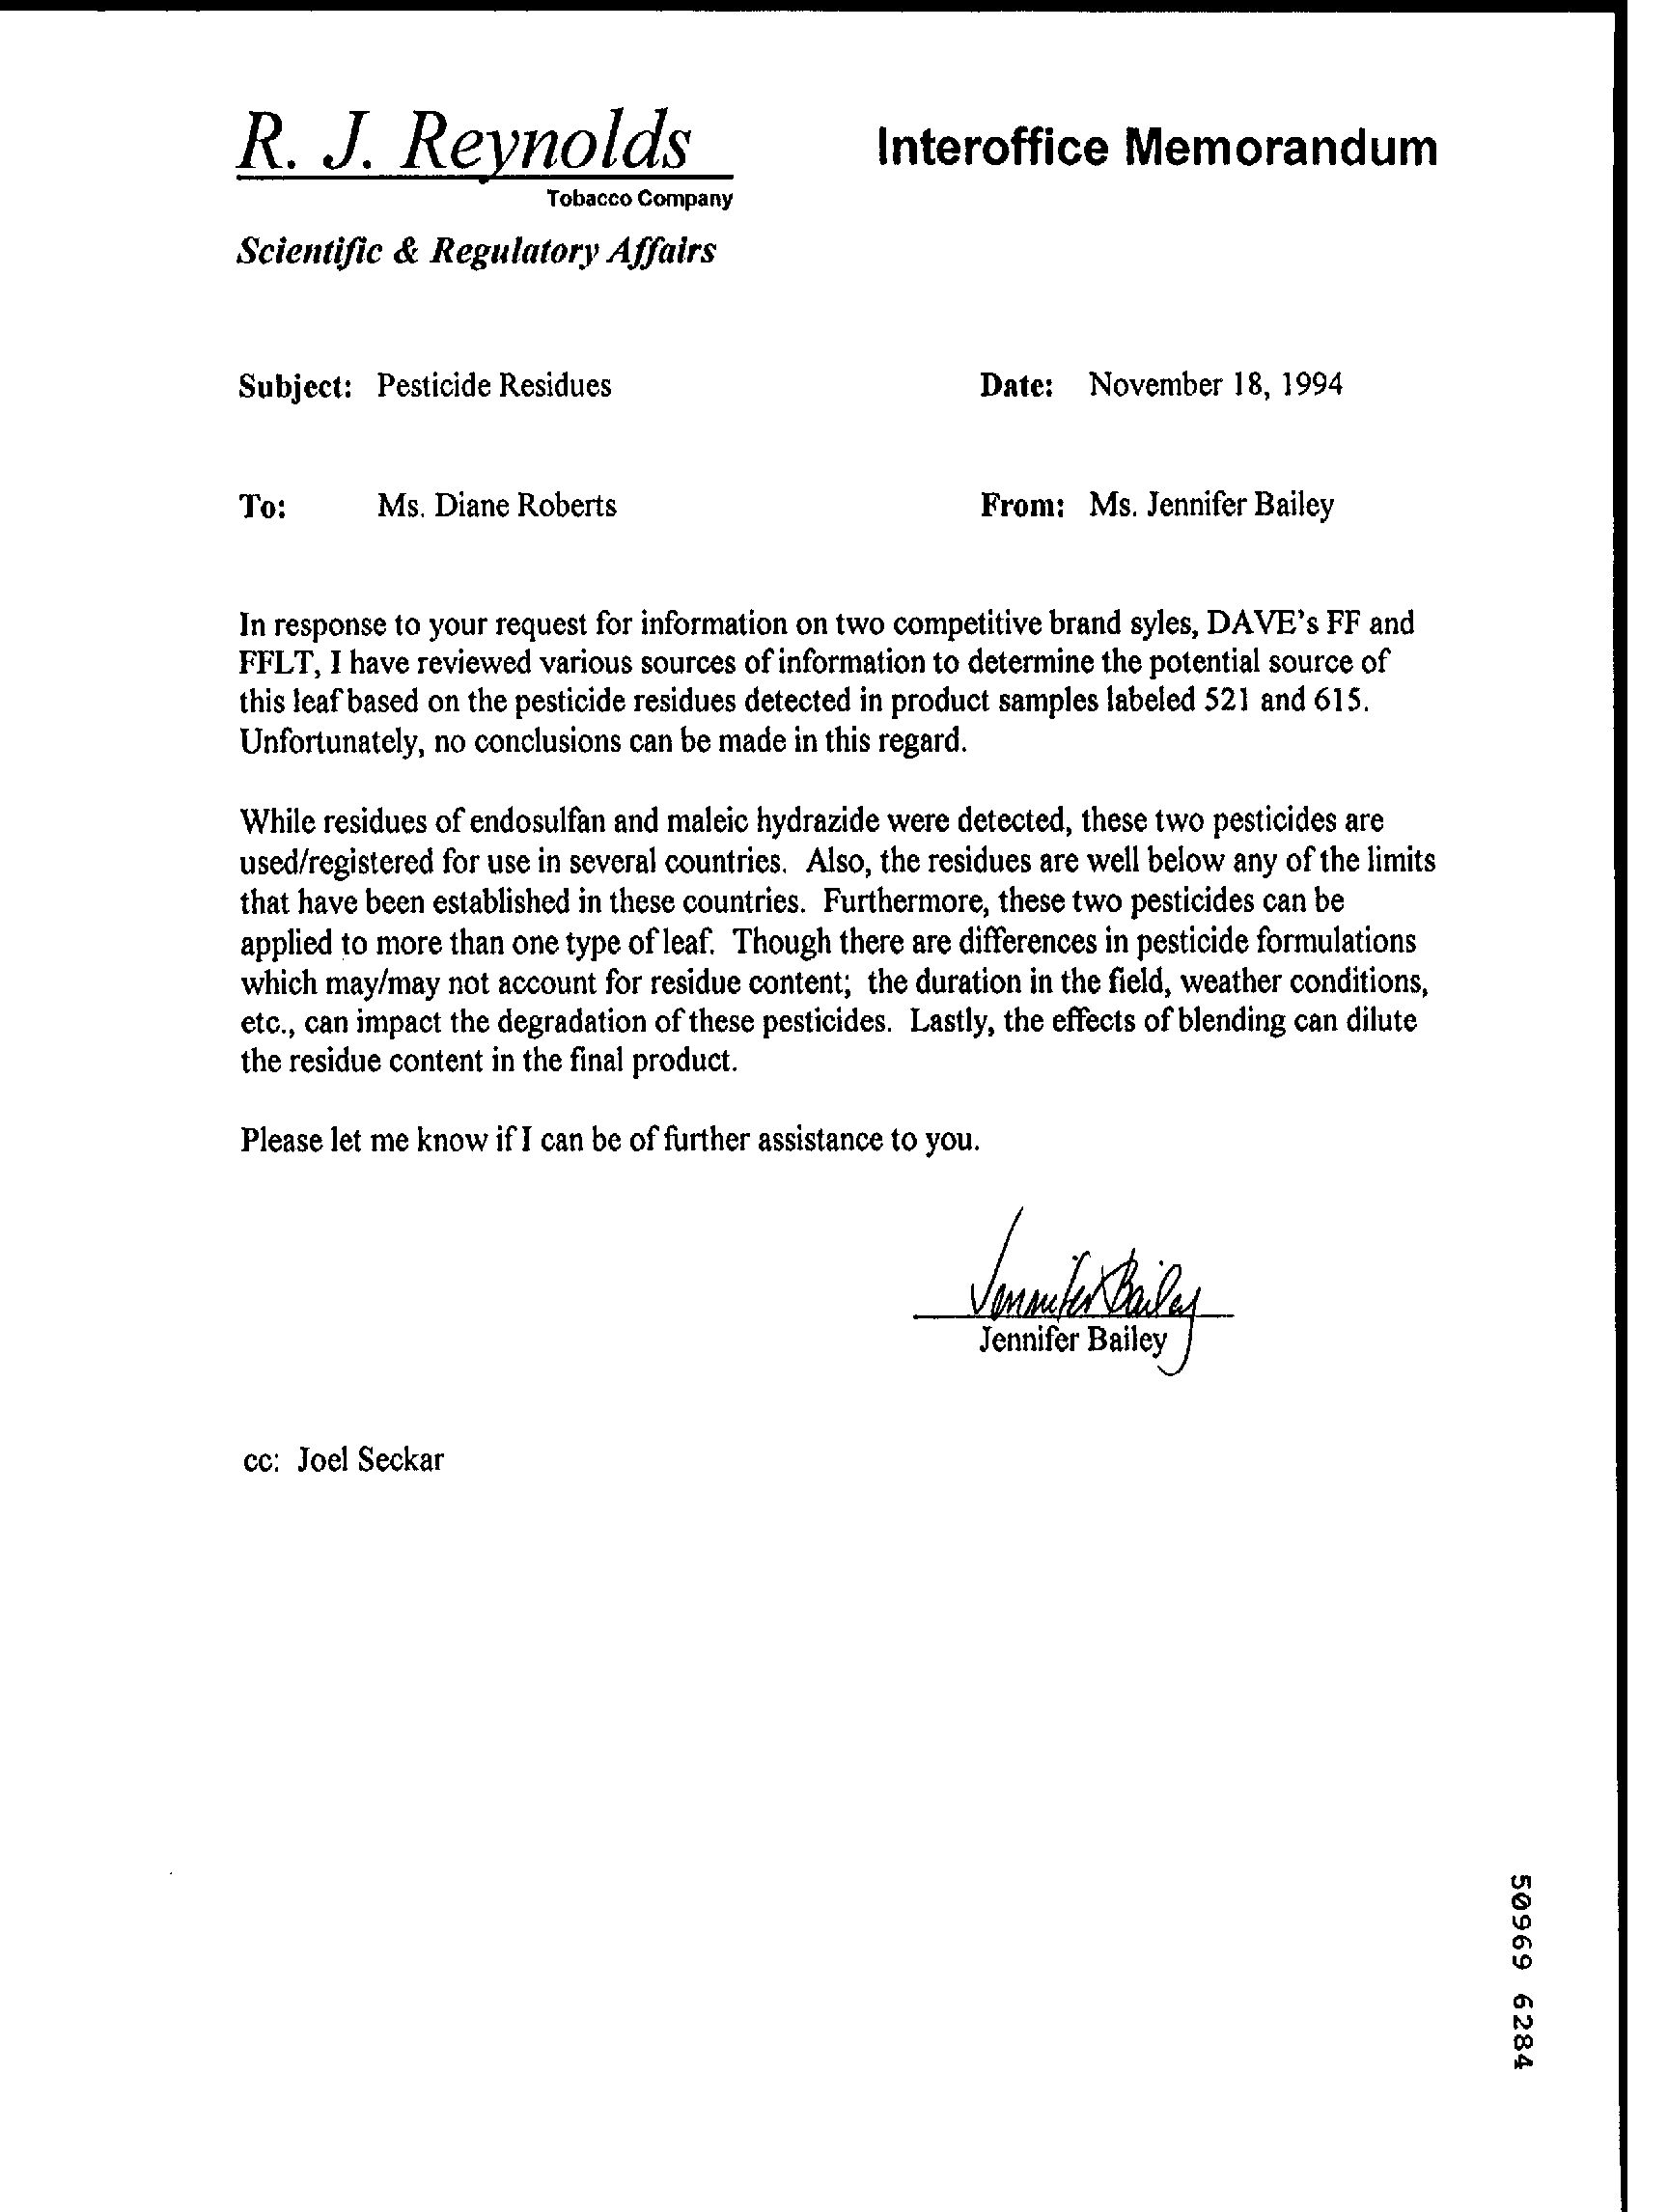 R. J. Reynolds
Tobacco Company
Interoffice Memorandum
Scientific & Regulatory Affairs
Subject: Pesticide Residues
Date: November 18, 1994
To: Ms. Diane Roberts
From: Ms. Jennifer Bailey
In response to your request for information on two competitive brand syles, DAVE's FF and
FFLT, I have reviewed various sources of information to determine the potential source of
this leaf based on the pesticide residues detected in product samples labeled 521 and 615.
Unfortunately, no conclusions can be made in this regard.
While residues of endosulfan and maleic hydrazide were detected, these two pesticides are
used/registered for use in several countries. Also, the residues are well below any of the limits
that have been established in these countries. Furthermore, these two pesticides can be
applied to more than one type of leaf. Though there are differences in pesticide formulations
which may/may not account for residue content; the duration in the field, weather conditions,
etc., can impact the degradation of these pesticides. Lastly, the effects of blending can dilute
the residue content in the final product.
Please let me know if I can be of further assistance to you.
Jennifer Bailey
Jennifer Bailey
cc: Joel Seckar
50969 6284